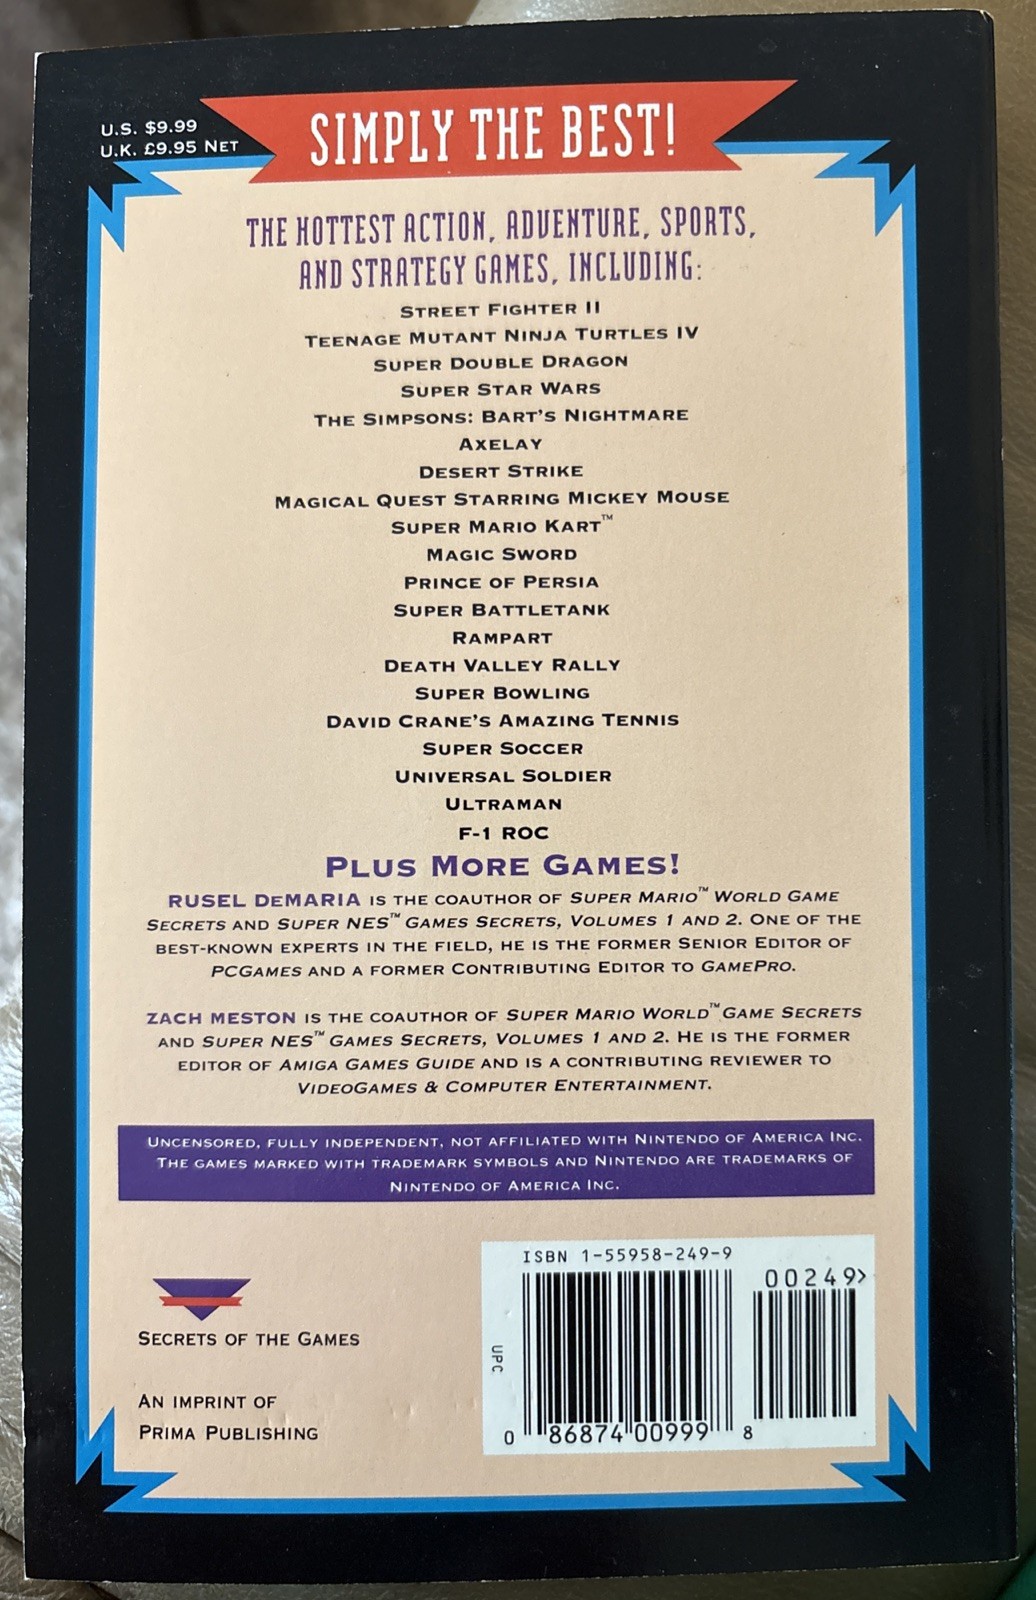 U.S. $9.99
U.K. £9.95 NET
SIMPLY THE BEST!
THE HOTTEST ACTION, ADVENTURE, SPORTS,
AND STRATEGY GAMES, INCLUDING:
STREET FIGHTER II
TEENAGE MUTANT NINJA TURTLES IV
SUPER DOUBLE DRAGON
SUPER STAR WARS
THE SIMPSONS: BART'S NIGHTMARE
AXELAY
DESERT STRIKE
MAGICAL QUEST STARRING MICKEY MOUSE
SUPER MARIO KART™
MAGIC SWORD
PRINCE OF PERSIA
SUPER BATTLETANK
RAMPART
DEATH VALLEY RALLY
SUPER BOWLING
DAVID CRANE'S AMAZING TENNIS
SUPER SOCCER
UNIVERSAL SOLDIER
ULTRAMAN
F-1 ROC
PLUS MORE GAMES!
RUSEL DEMARIA IS THE COAUTHOR OF SUPER MARIO™ WORLD GAME
SECRETS AND SUPER NES™ GAMES SECRETS, VOLUMES 1 AND 2. ONE OF THE
BEST-KNOWN EXPERTS IN THE FIELD, HE IS THE FORMER SENIOR EDITOR OF
PCGAMES AND A FORMER CONTRIBUTING EDITOR TO GAMEPRO.
ZACH MESTON IS THE COAUTHOR OF SUPER MARIO WORLD™ GAME SECRETS
AND SUPER NES™ GAMES SECRETS, VOLUMES 1 AND 2. HE IS THE FORMER
EDITOR OF AMIGA GAMES GUIDE AND IS A CONTRIBUTING REVIEWER TO
VIDEOGAMES & COMPUTER ENTERTAINMENT.
UNCENSORED, FULLY INDEPENDENT, NOT AFFILIATED WITH NINTENDO OF AMERICA INC.
THE GAMES MARKED WITH TRADEMARK SYMBOLS AND NINTENDO ARE TRADEMARKS OF
NINTENDO OF AMERICA INC.
SECRETS OF THE GAMES
AN IMPRINT OF
PRIMA PUBLISHING
ISBN 1-55958-249-9
00249>
UPC
0 86874 00999 8